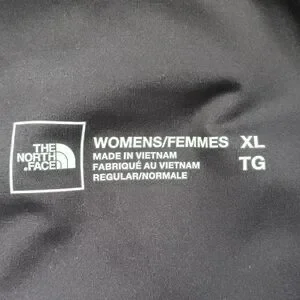 THE
NORTH
FACE
WOMENS/FEMMES XL
MADE IN VIETNAM TG
FABRIQUÉ AU VIETNAM
REGULAR/NORMALE